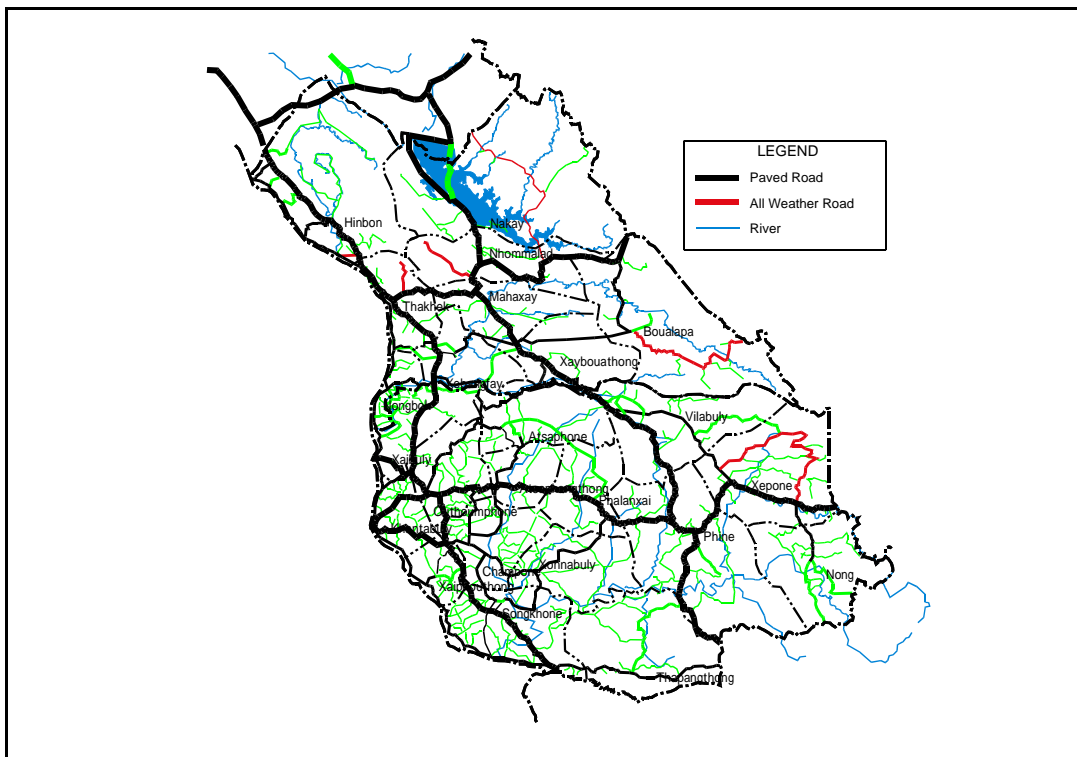 LEGEND
Paved Road
All Weather Road
River
Hinbon
Nakay
Nhommalad
Mahaxay
Thakhek
Boualapa
Xaybouathong
Vilabuly
Atsaphone
Phalanxai
Xepone
Outhoumphone
Phine
Xonnabuly
Champone
Nong
Songkhone
Thapangthong